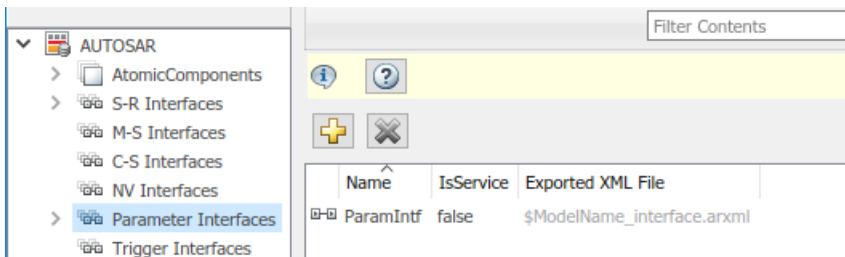 Filter Contents
AUTOSAR
AtomicComponents
S-R Interfaces
M-S Interfaces
C-S Interfaces
NV Interfaces
Parameter Interfaces
Trigger Interfaces
Name IsService Exported XML File
ParamIntf false $ModelName_interface.arxml